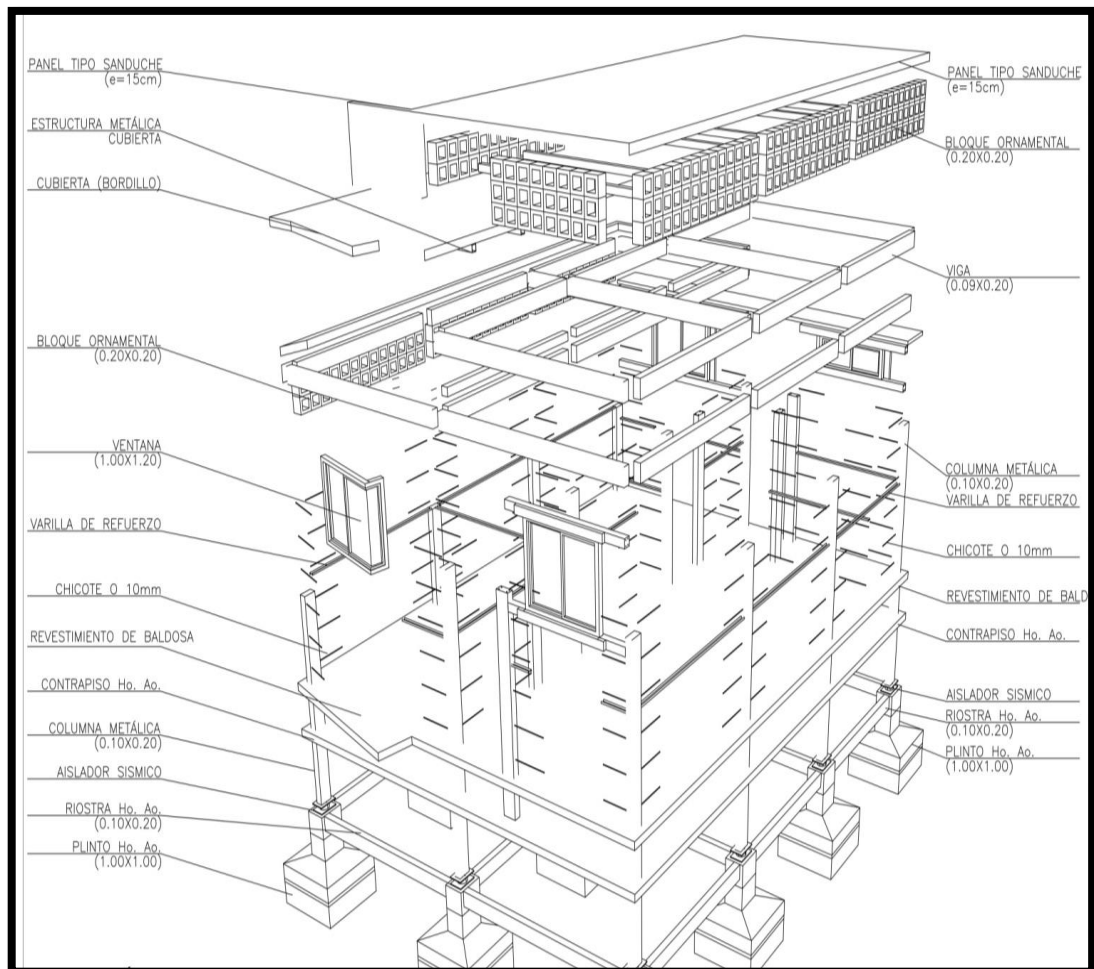 PANEL TIPO SANDUCHE
(e=15cm)
ESTRUCTURA METÁLICA
CUBIERTA
CUBIERTA (BORDILLO)
BLOQUE ORNAMENTAL
(0.20X0.20)
VENTANA
(1.00X1.20)
VARILLA DE REFUERZO
CHICOTE O 10mm
REVESTIMIENTO DE BALDOSA
CONTRAPISO Ho. Ao.
COLUMNA METÁLICA
(0.10X0.20)
AISLADOR SISMICO
RIOSTRA Ho. Ao.
(0.10X0.20)
PLINTO Ho. Ao.
(1.00X1.00)
PANEL TIPO SANDUCHE
(e=15cm)
BLOQUE ORNAMENTAL
(0.20X0.20)
VIGA
(0.09X0.20)
COLUMNA METÁLICA
(0.10X0.20)
VARILLA DE REFUERZO
CHICOTE O 10mm
REVESTIMIENTO DE BALD
CONTRAPISO Ho. Ao.
AISLADOR SISMICO
RIOSTRA Ho. Ao.
(0.10X0.20)
PLINTO Ho. Ao.
(1.00X1.00)